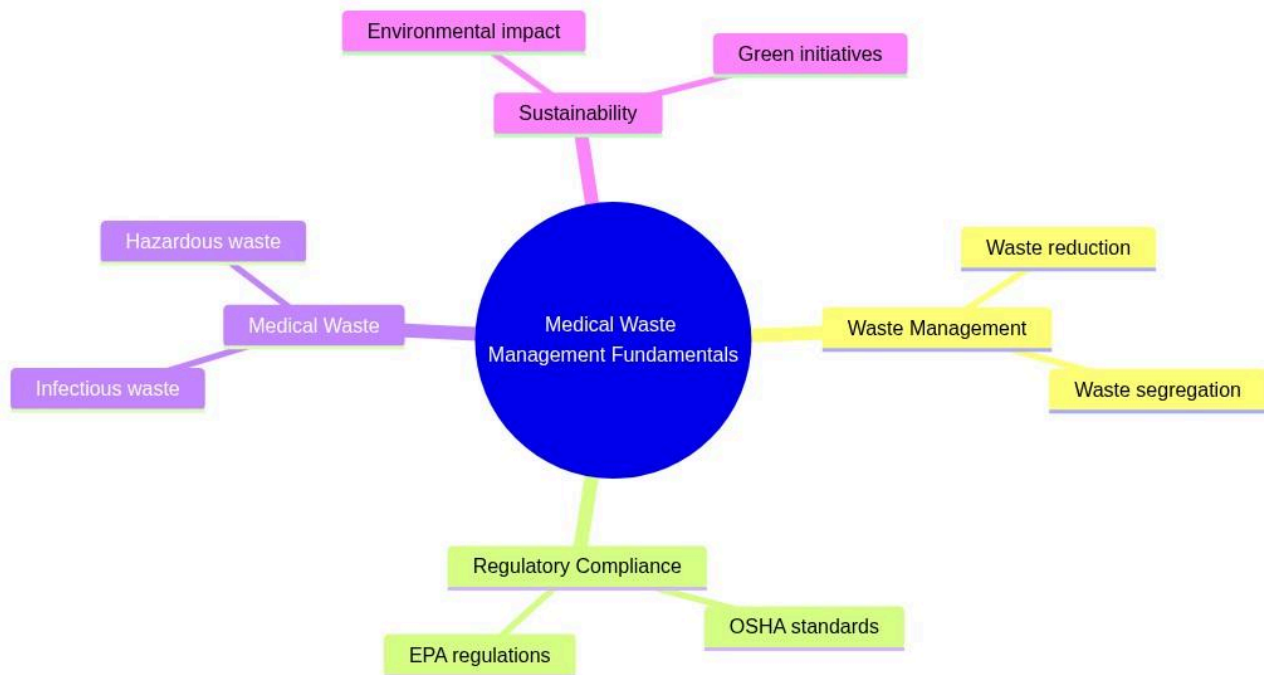 Environmental impact
Green initiatives
Sustainability
Hazardous waste
Waste reduction
Medical Waste
Medical Waste
Management Fundamentals
Waste Management
Infectious waste
Waste segregation
Regulatory Compliance
OSHA standards
EPA regulations